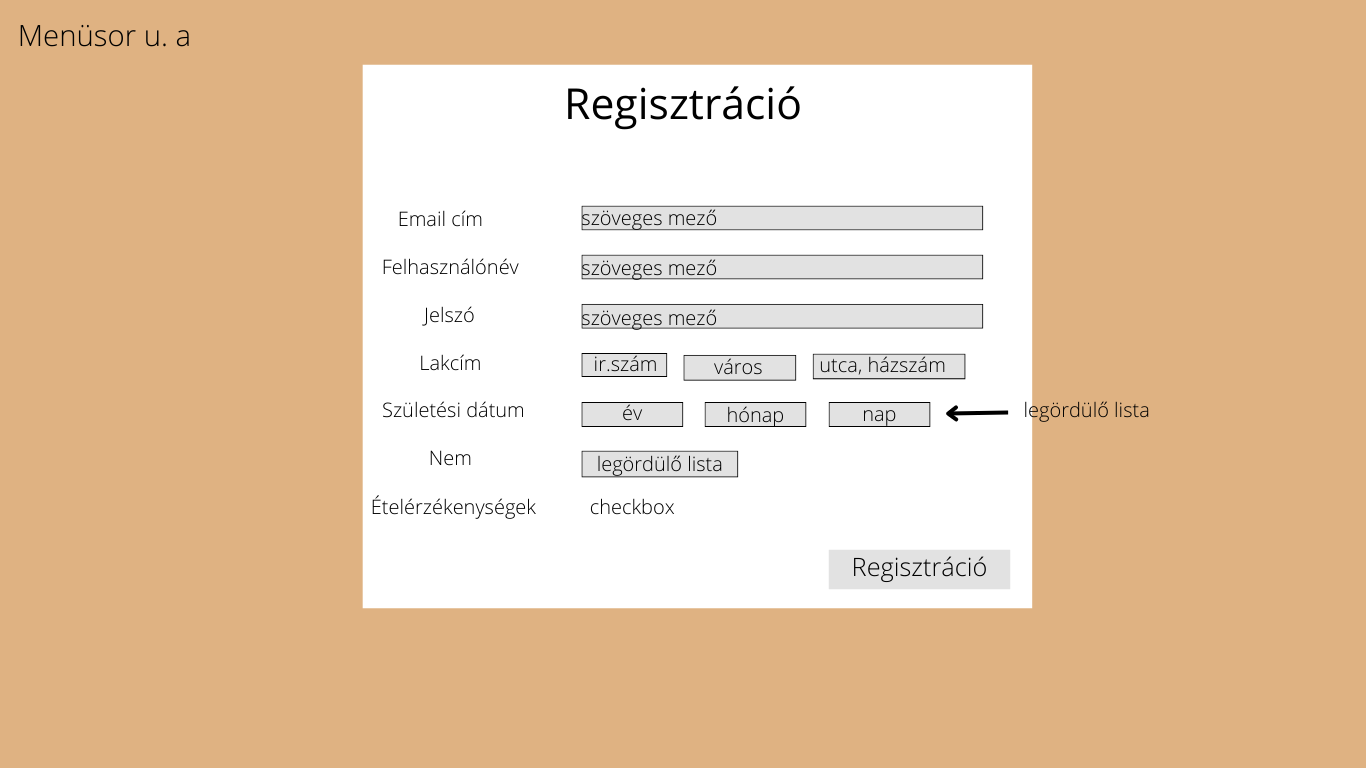 Menüsor u. a
Regisztráció
Email cím szöveges mező
Felhasználónév szöveges mező
Jelszó szöveges mező
Lakcím ir.szám város utca, házszám
Születési dátum év hónap nap legördülő lista
Nem legördülő lista
Ételérzékenységek checkbox
Regisztráció